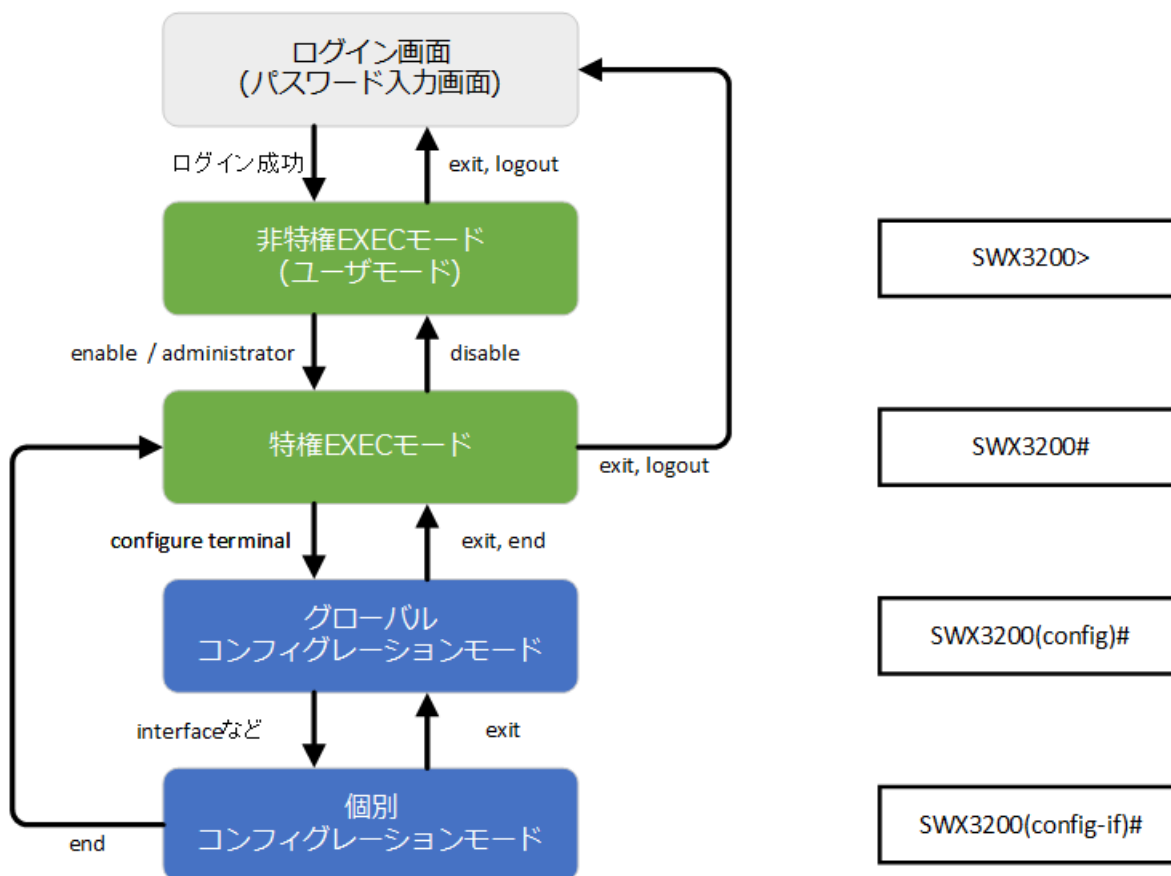 ログイン画面
(パスワード入力画面)
ログイン成功
exit, logout
非特権EXECモード
(ユーザモード)
SWX3200>
enable / administrator
disable
特権EXECモード
SWX3200#
exit, logout
configure terminal
exit, end
グローバル
コンフィグレーションモード
SWX3200(config)#
interfaceなど
exit
個別
コンフィグレーションモード
SWX3200(config-if)#
end